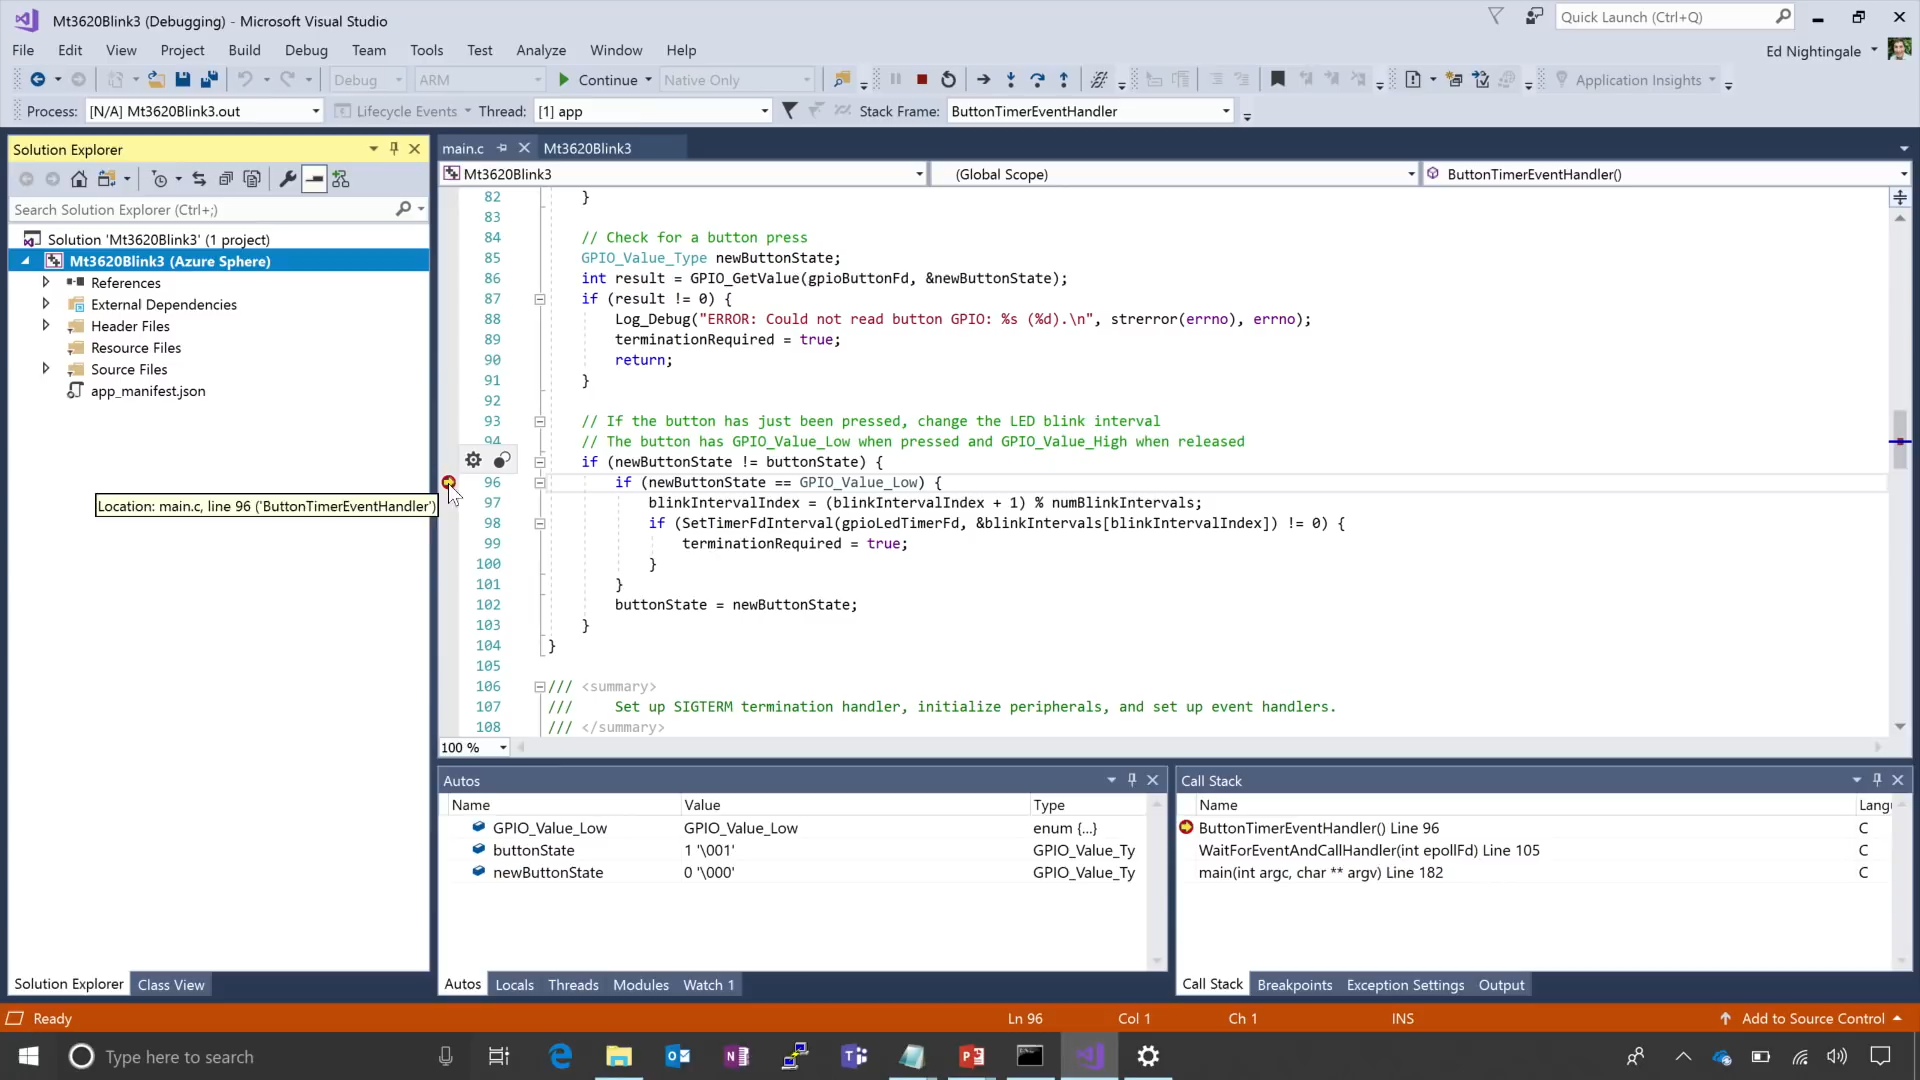 Mt3620Blink3 (Debugging) - Microsoft Visual Studio
Quick Launch (Ctrl+Q)
File Edit View Project Build Debug Team Tools Test Analyze Window Help
Ed Nightingale
Debug ARM Continue Native Only Application Insights
Process: [N/A] Mt3620Blink3.out Lifecycle Events Thread: [1] app Stack Frame: ButtonTimerEventHandler
Solution Explorer
Search Solution Explorer (Ctrl+;)
Solution 'Mt3620Blink3' (1 project)
Mt3620Blink3 (Azure Sphere)
References
External Dependencies
Header Files
Resource Files
Source Files
app_manifest.json
Location: main.c, line 96 ('ButtonTimerEventHandler')
Solution Explorer Class View
main.c Mt3620Blink3
Mt3620Blink3 (Global Scope) ButtonTimerEventHandler()
82 }
83
84 // Check for a button press
85 GPIO_Value_Type newButtonState;
86 int result = GPIO_GetValue(gpioButtonFd, &newButtonState);
87 if (result != 0) {
88 Log_Debug("ERROR: Could not read button GPIO: %s (%d).\n", strerror(errno), errno);
89 terminationRequired = true;
90 return;
91 }
92
93 // If the button has just been pressed, change the LED blink interval
94 // The button has GPIO_Value_Low when pressed and GPIO_Value_High when released
if (newButtonState != buttonState) {
96 if (newButtonState == GPIO_Value_Low) {
97 blinkIntervalIndex = (blinkIntervalIndex + 1) % numBlinkIntervals;
98 if (SetTimerFdInterval(gpioLedTimerFd, &blinkIntervals[blinkIntervalIndex]) != 0) {
99 terminationRequired = true;
100 }
101 }
102 buttonState = newButtonState;
103 }
104 }
105
106 /// <summary>
107 /// Set up SIGTERM termination handler, initialize peripherals, and set up event handlers.
108 /// </summary>
100 %
Autos
Name Value Type
GPIO_Value_Low GPIO_Value_Low enum {...}
buttonState 1 '\001' GPIO_Value_Ty
newButtonState 0 '\000' GPIO_Value_Ty
Autos Locals Threads Modules Watch 1
Call Stack
Name Langu
ButtonTimerEventHandler() Line 96 C
WaitForEventAndCallHandler(int epollFd) Line 105 C
main(int argc, char ** argv) Line 182 C
Call Stack Breakpoints Exception Settings Output
Ready Ln 96 Col 1 Ch 1 INS Add to Source Control
Type here to search